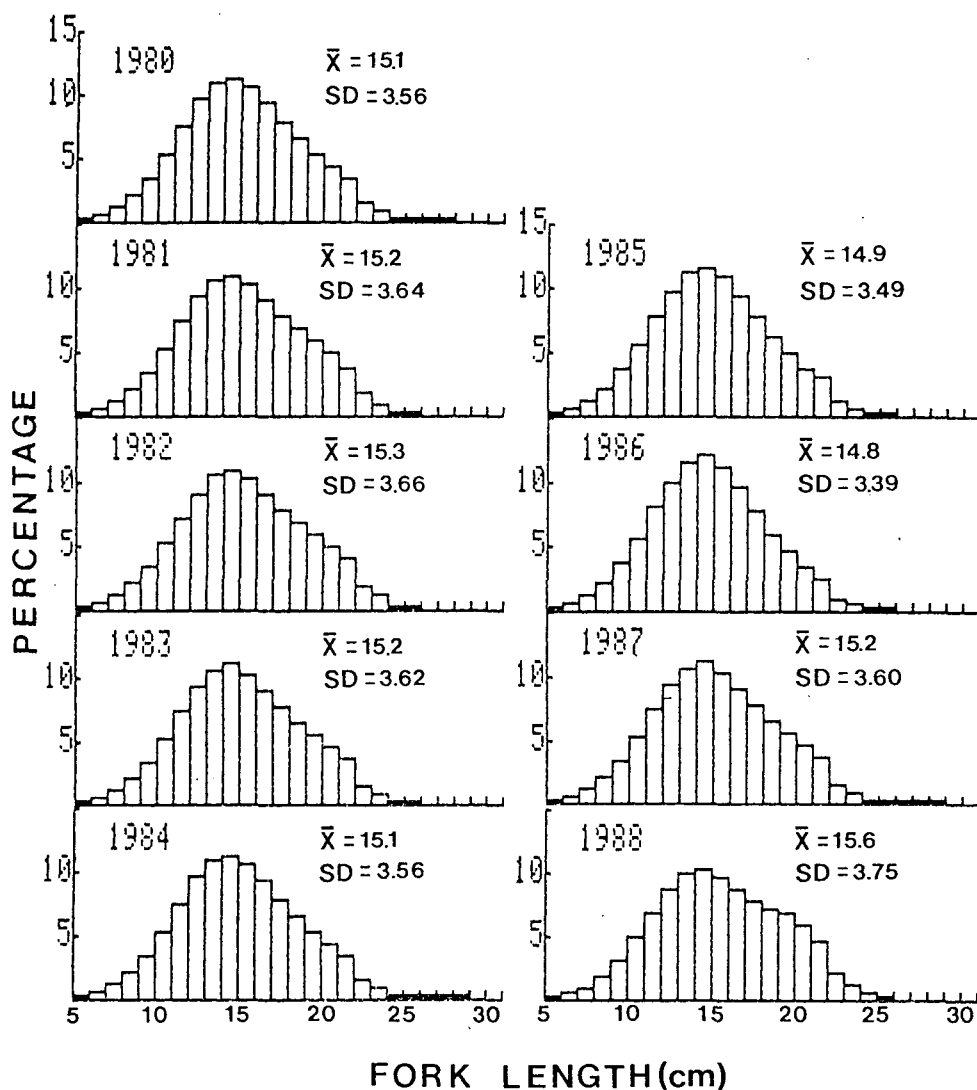 PERCENTAGE
15
10
5
1980
X̄ = 15.1
SD = 3.56
10
5
1981
X̄ = 15.2
SD = 3.64
10
5
1982
X̄ = 15.3
SD = 3.66
10
5
1983
X̄ = 15.2
SD = 3.62
10
5
1984
X̄ = 15.1
SD = 3.56
5 10 15 20 25 30
15
10
5
1985
X̄ = 14.9
SD = 3.49
10
5
1986
X̄ = 14.8
SD = 3.39
10
5
1987
X̄ = 15.2
SD = 3.60
10
5
1988
X̄ = 15.6
SD = 3.75
5 10 15 20 25 30
FORK LENGTH (cm)